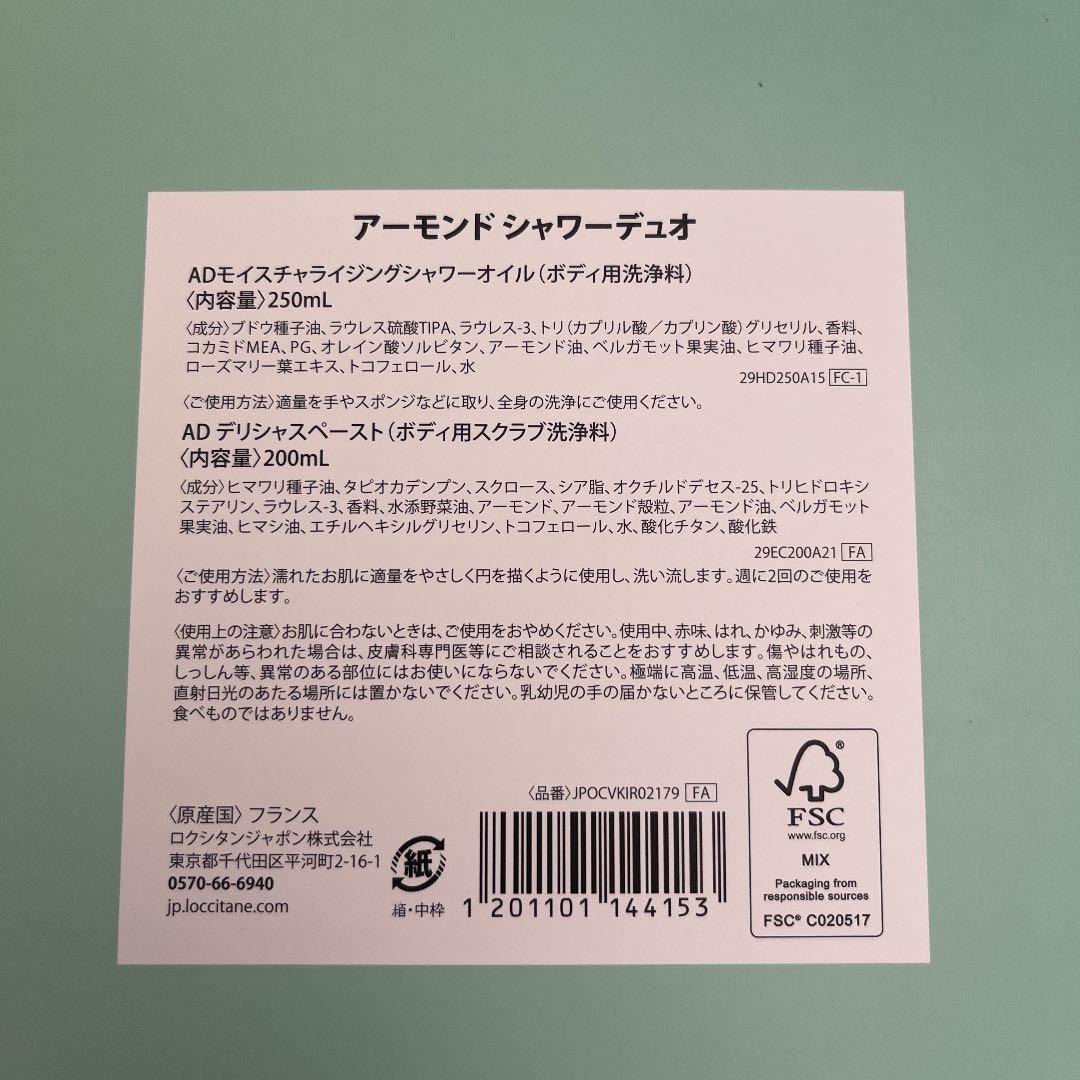 アーモンド シャワーデュオ
ADモイスチャライジングシャワーオイル（ボディ用洗浄料）
〈内容量〉250mL
〈成分〉ブドウ種子油、ラウレス硫酸TIPA、ラウレス-3、トリ（カプリル酸／カプリン酸）グリセリル、香料、
コカミドMEA、PG、オレイン酸ソルビタン、アーモンド油、ベルガモット果実油、ヒマワリ種子油、
ローズマリー葉エキス、トコフェロール、水
29HD250A15 FC-1
〈ご使用方法〉適量を手やスポンジなどに取り、全身の洗浄にご使用ください。
AD デリシャスペースト（ボディ用スクラブ洗浄料）
〈内容量〉200mL
〈成分〉ヒマワリ種子油、タピオカデンプン、スクロース、シア脂、オクチルドデセス-25、トリヒドロキシ
ステアリン、ラウレス-3、香料、水添野菜油、アーモンド、アーモンド殻粒、アーモンド油、ベルガモット
果実油、ヒマシ油、エチルヘキシルグリセリン、トコフェロール、水、酸化チタン、酸化鉄
29EC200A21 FA
〈ご使用方法〉濡れたお肌に適量をやさしく円を描くように使用し、洗い流します。週に2回のご使用を
おすすめします。
〈使用上の注意〉お肌に合わないときは、ご使用をおやめください。使用中、赤味、はれ、かゆみ、刺激等の
異常があらわれた場合は、皮膚科専門医等にご相談されることをおすすめします。傷やはれもの、
しっしん等、異常のある部位にはお使いにならないでください。極端に高温、低温、高湿度の場所、
直射日光のあたる場所には置かないでください。乳幼児の手の届かないところに保管してください。
食べものではありません。
〈品番〉JPOCVKIR02179 FA
〈原産国〉フランス
ロクシタンジャポン株式会社
東京都千代田区平河町2-16-1
0570-66-6940
jp.loccitane.com
紙
箱・中枠
1 201101 144153
®
FSC
www.fsc.org
MIX
Packaging from
responsible sources
FSC® C020517